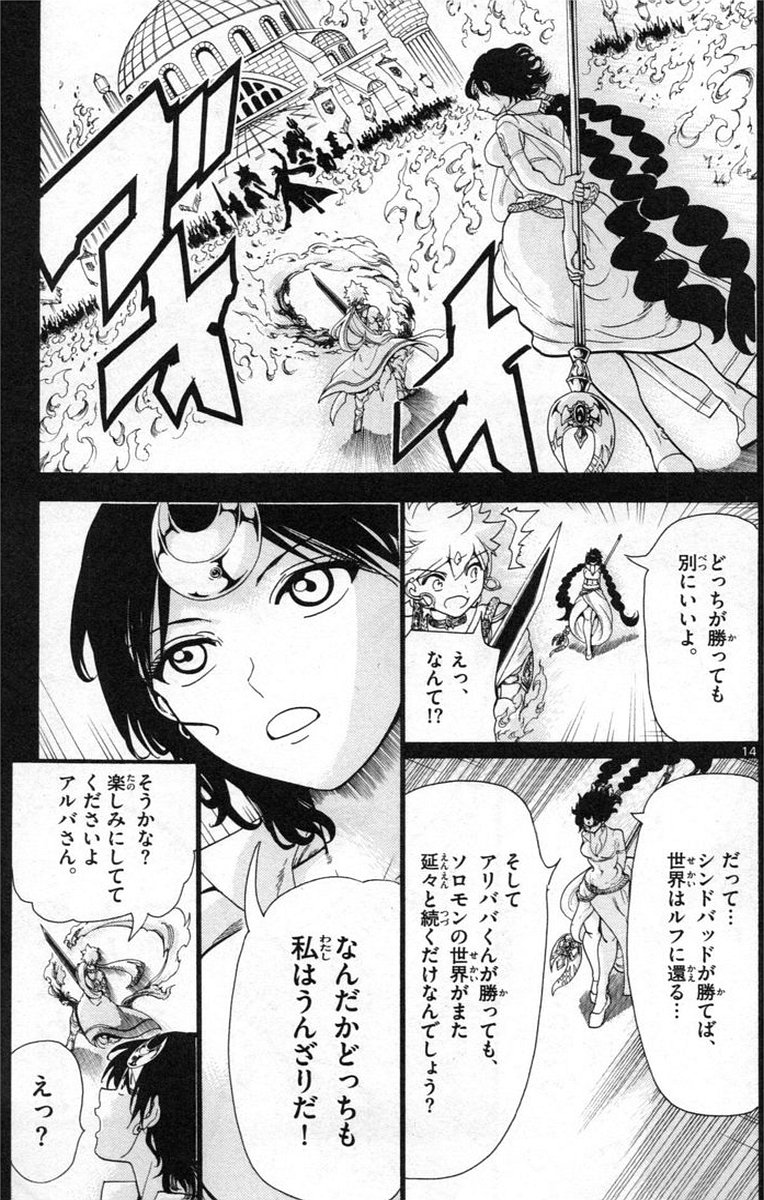 ゴオオオ
どっちが勝っても
別にいいよ。
えっ、
なんで!?
14
だって…
シンドバッドが勝てば、
世界はルフに還る…
そして
アリババくんが勝っても、
ソロモンの世界がまた
延々と続くだけなんでしょう?
なんだかどっちも
私はうんざりだ!
そうかな?
楽しみにしてて
くださいよ
アルバさん。
えっ?